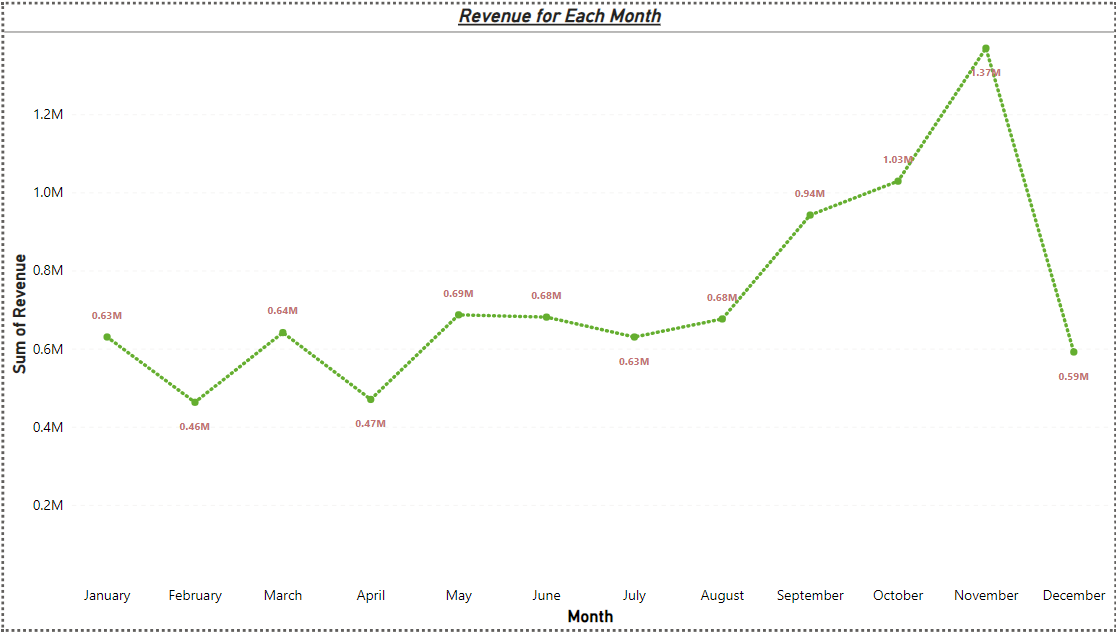 Revenue for Each Month
1.37M
1.2M
1.03M
1.0M
0.94M
0.8M
Sum of Revenue
0.69M
0.68M
0.68M
0.64M
0.63M
0.6M
0.63M
0.59M
0.46M
0.47M
0.4M
0.2M
January February March April May June July August September October November December
Month